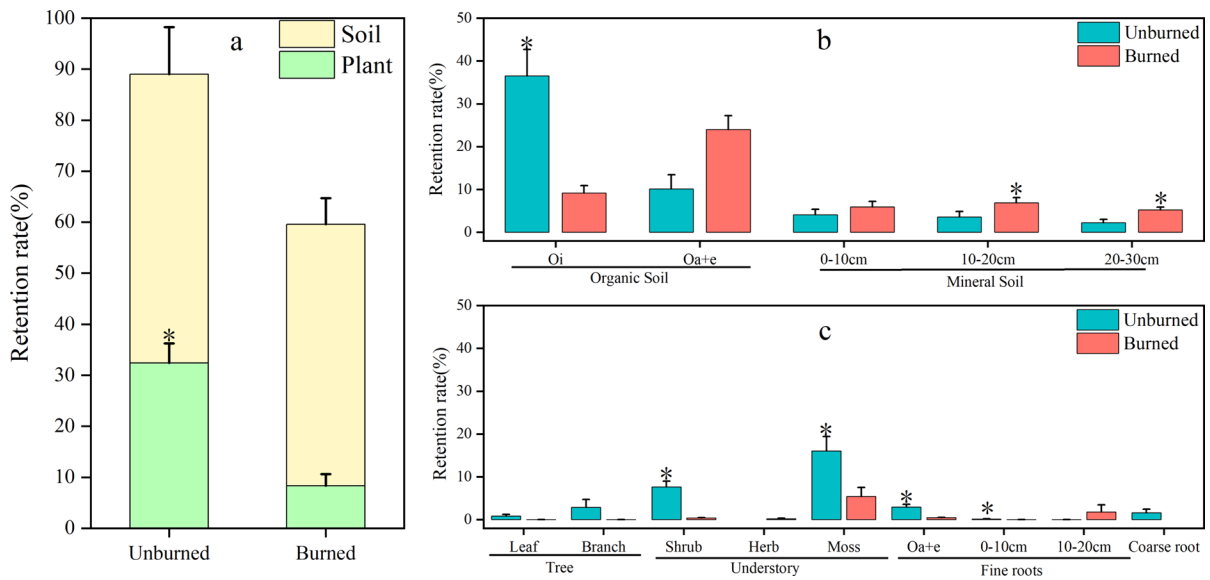 a
Soil
Plant
Retention rate(%)
100
90
80
70
60
50
40
30
20
10
0
*
Unburned
Burned
b
Unburned
Burned
Retention rate(%)
50
40
30
20
10
0
*
*
*
Oi
Oa+e
0-10cm
10-20cm
20-30cm
Organic Soil
Mineral Soil
c
Unburned
Burned
Retention rate(%)
50
40
30
20
10
0
*
*
*
*
Leaf
Branch
Shrub
Herb
Moss
Oa+e
0-10cm
10-20cm
Coarse root
Tree
Understory
Fine roots